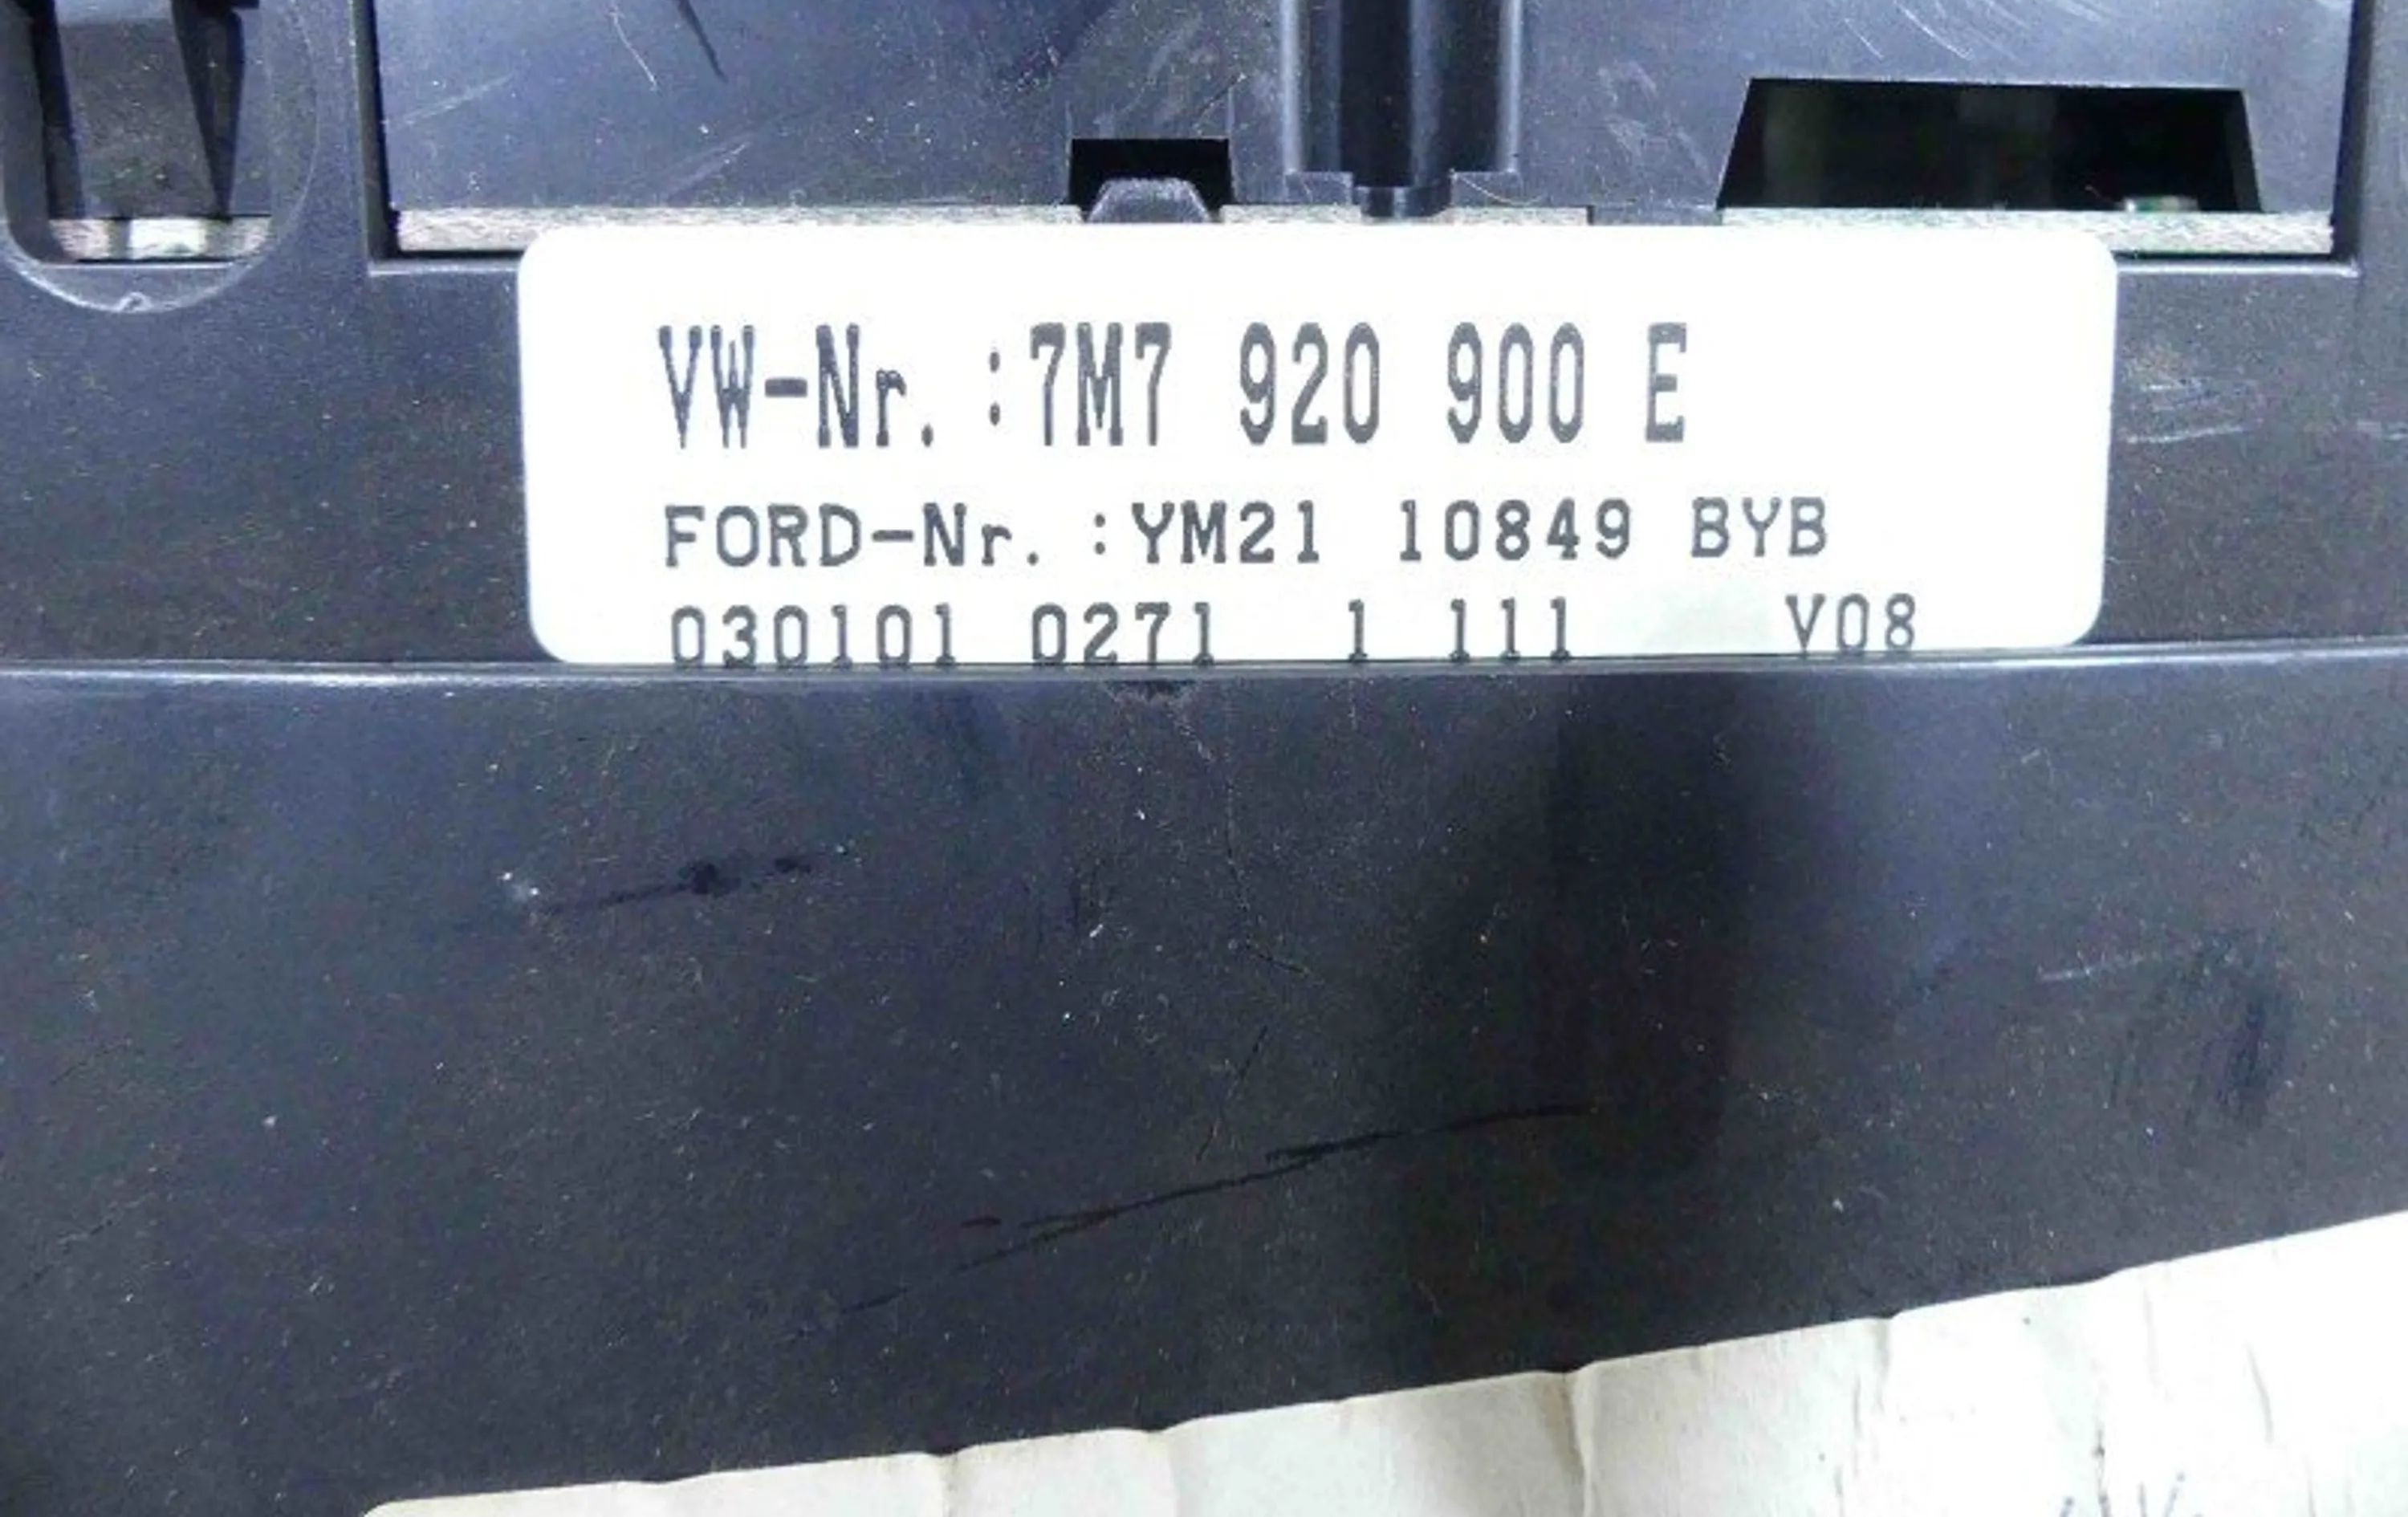 VW-Nr. :7M7 920 900 E
FORD-Nr. :YM21 10849 BYB
030101 0271 1 111 V08